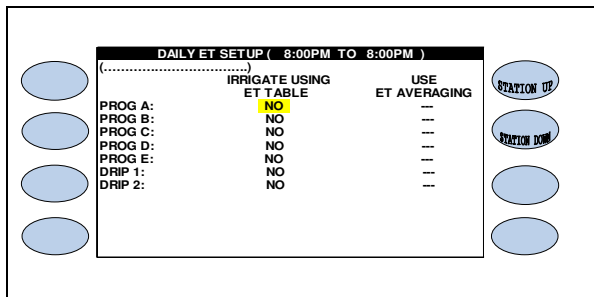 DAILY ET SETUP ( 8:00PM TO 8:00PM )
(..................................)
IRRIGATE USING USE
ET TABLE ET AVERAGING
PROG A: NO ---
PROG B: NO ---
PROG C: NO ---
PROG D: NO ---
PROG E: NO ---
DRIP 1: NO ---
DRIP 2: NO ---
STATION UP
STATION DOWN